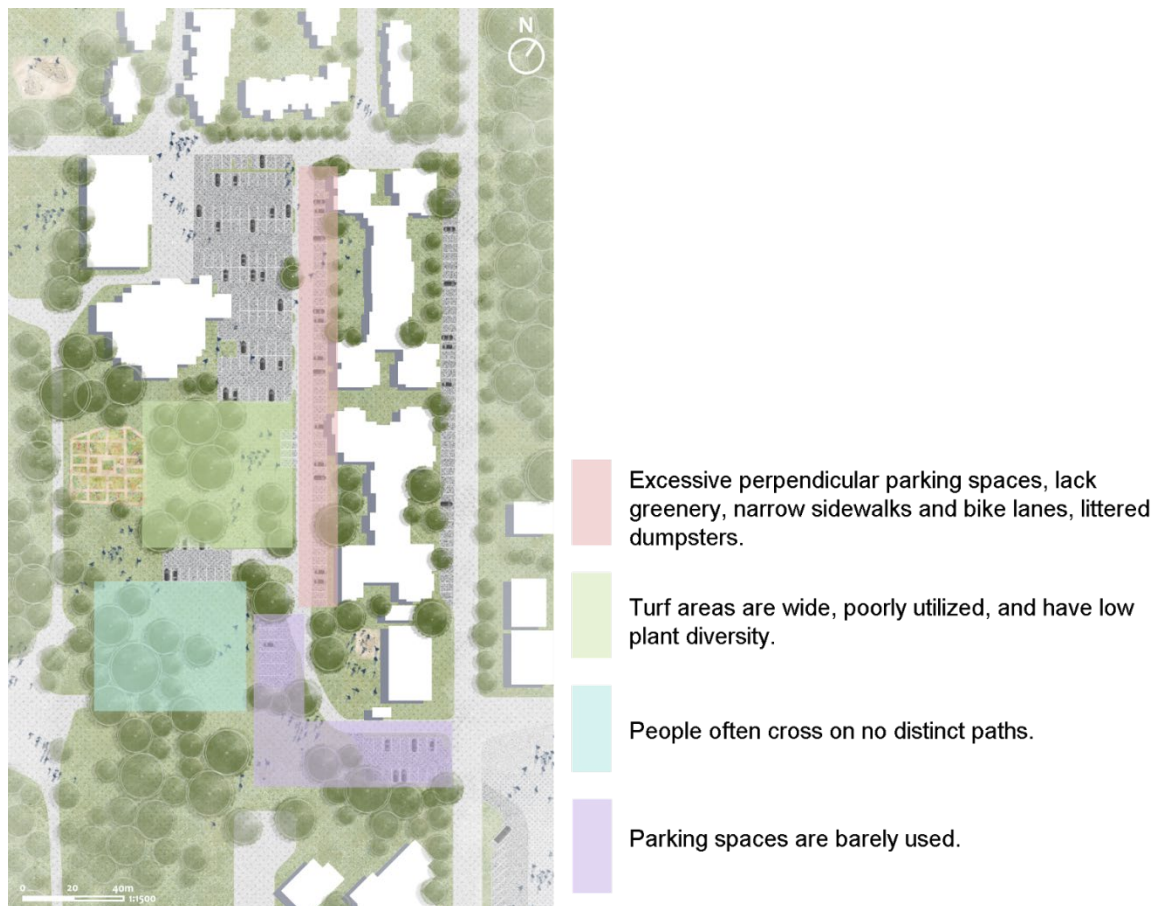 N
Excessive perpendicular parking spaces, lack
greenery, narrow sidewalks and bike lanes, littered
dumpsters.
Turf areas are wide, poorly utilized, and have low
plant diversity.
People often cross on no distinct paths.
Parking spaces are barely used.
0 20 40m
1:1500